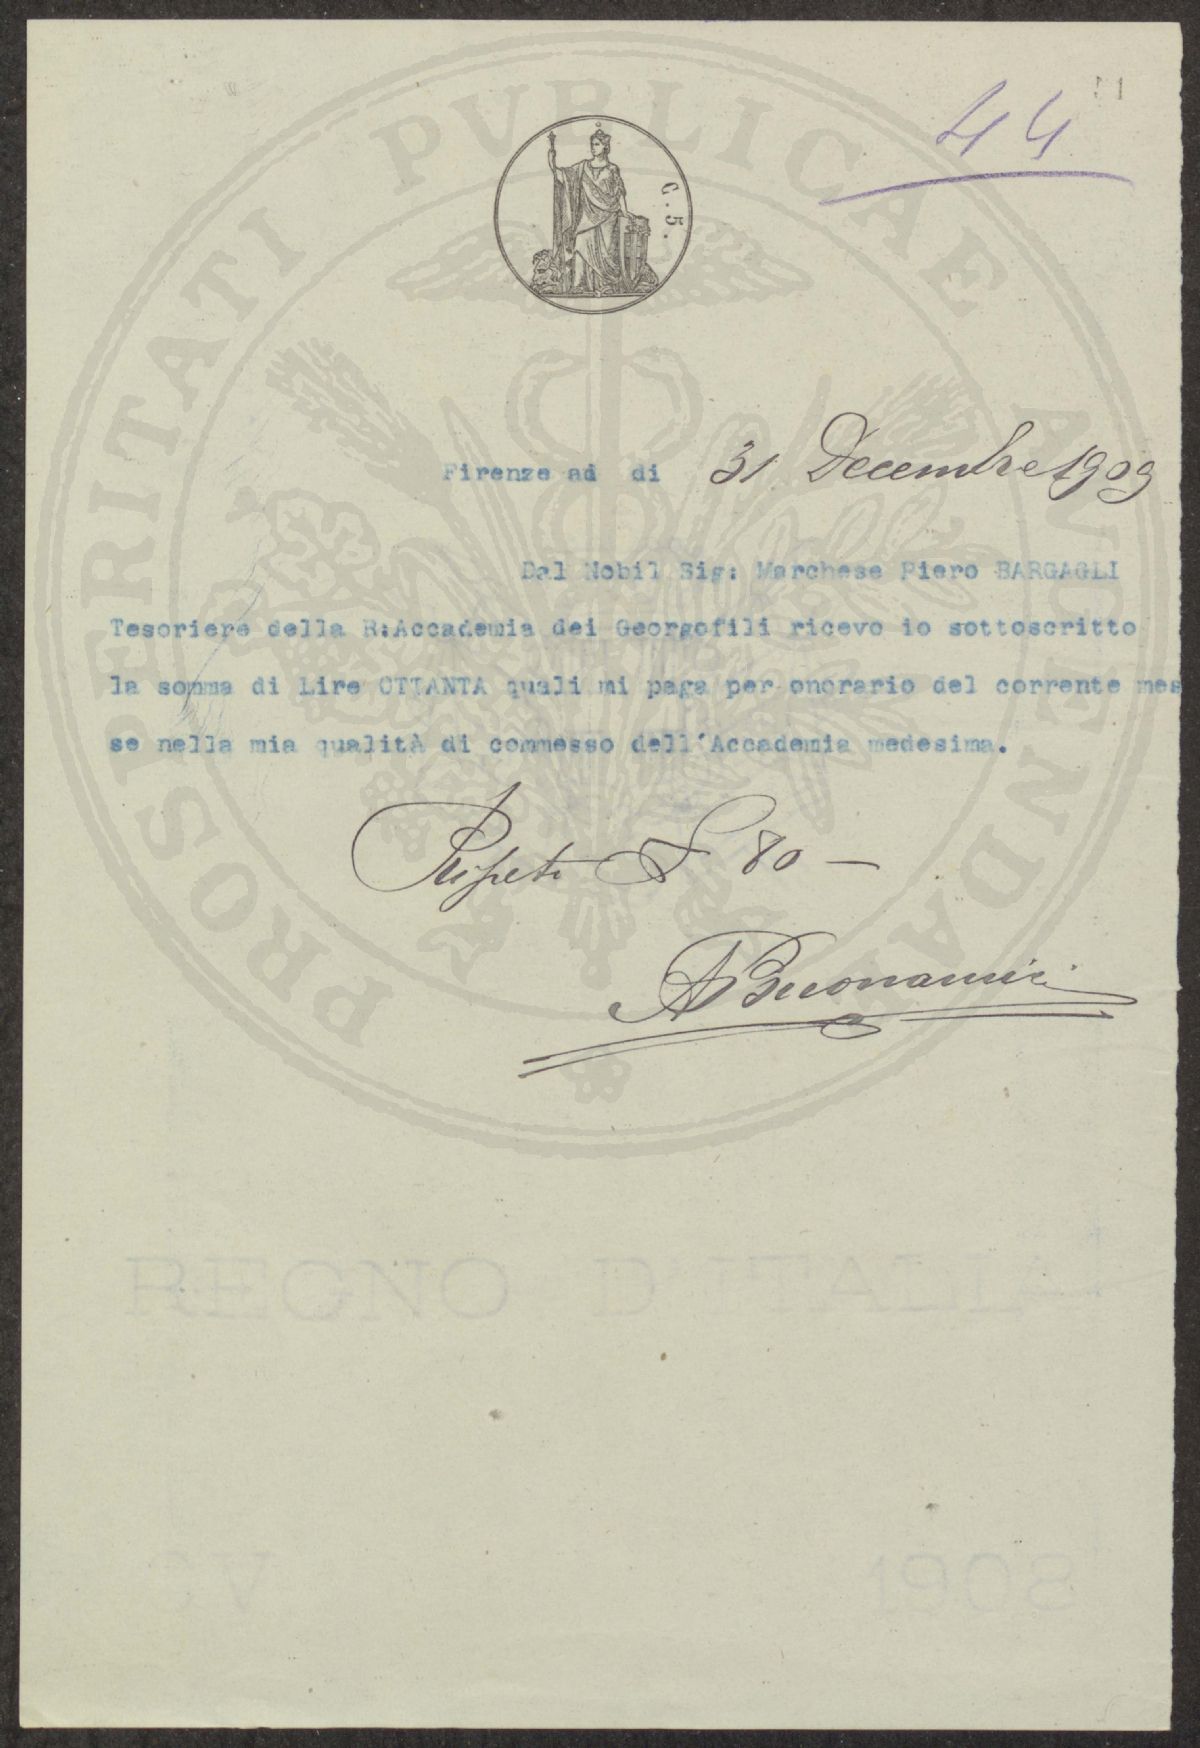 44
C. 5.
PROSPERITATI PVBLICAE AVGENDAE
Firenze ad di 31 Decembre 1909
Dal Nobil Sig: Marchese Piero BARGAGLI
Tesoriere della R:Accademia dei Georgofili ricevo io sottoscritto
la somma di Lire OTTANTA quali mi paga per onorario del corrente mes
se nella mia qualità di commesso dell'Accademia medesima.
80 —
ABuonamici
REGNO D'ITALIA
1908